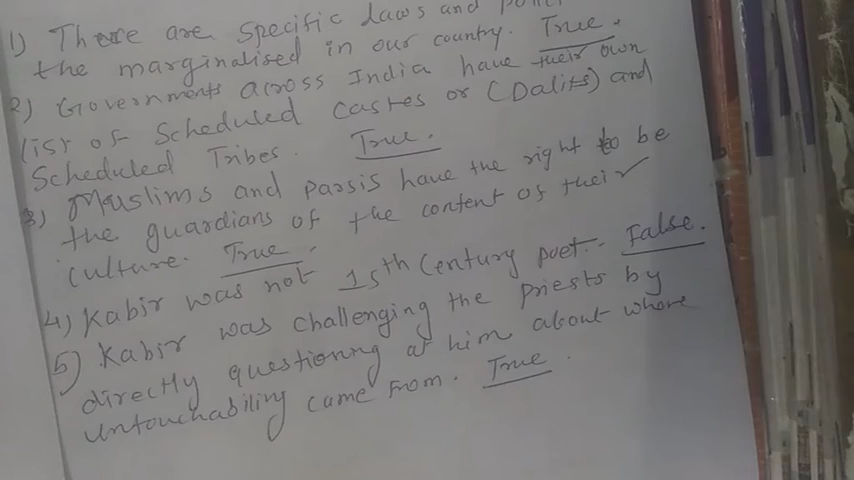 1) There are specific Laws and
the marginalised in our country. True.
2) Governments across India have their own
list of Scheduled Castes or (Dalits) and
Scheduled Tribes. True.
3) Muslims and Parsis have the right to be
the guardians of the content of their
culture. True.
4) Kabir was not 15th Century poet. False.
5) Kabir was challenging the Priests by
directly questioning at him about whore
untouchability came from. True.